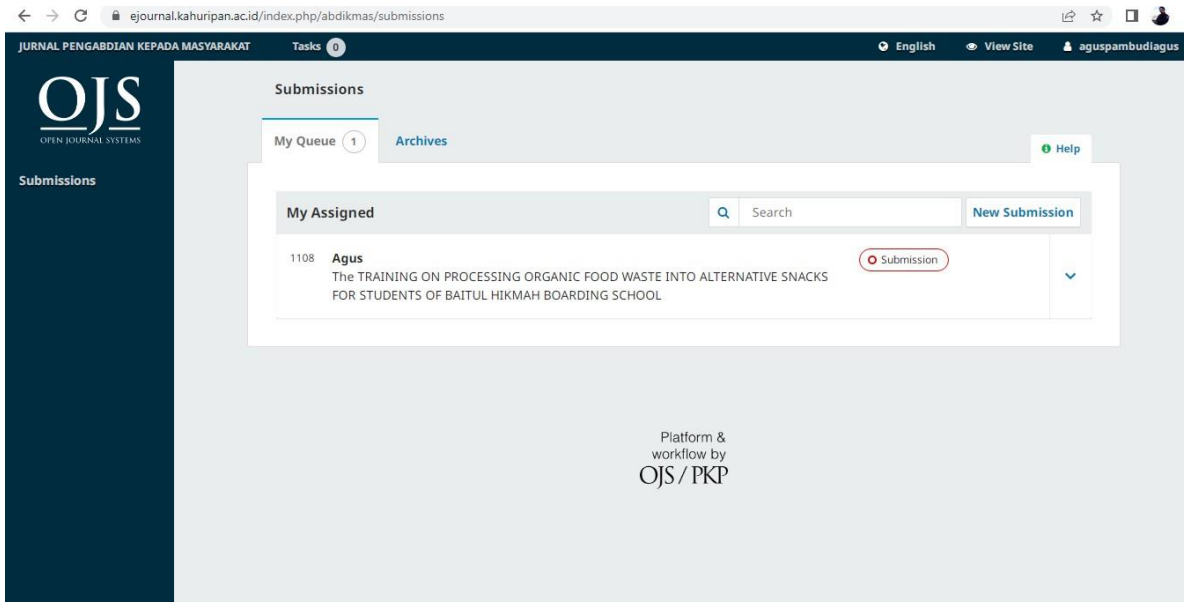 ejournal.kahuripan.ac.id/index.php/abdikmas/submissions
JURNAL PENGABDIAN KEPADA MASYARAKAT Tasks 0 English View Site aguspambudiagus
OJS
OPEN JOURNAL SYSTEMS
Submissions
Submissions
My Queue 1 Archives
Help
My Assigned Search New Submission
1108 Agus Submission
The TRAINING ON PROCESSING ORGANIC FOOD WASTE INTO ALTERNATIVE SNACKS
FOR STUDENTS OF BAITUL HIKMAH BOARDING SCHOOL
Platform &
workflow by
OJS / PKP